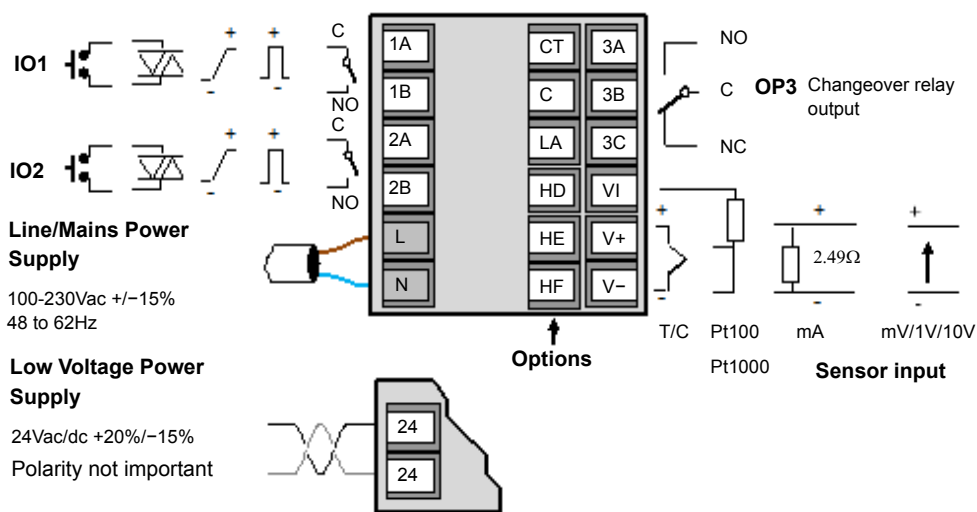 +
+
C
IO1
-
-
NO
+
+
C
IO2
-
-
NO
Line/Mains Power
Supply
100-230Vac +/−15%
48 to 62Hz
Low Voltage Power
Supply
24Vac/dc +20%/−15%
Polarity not important
1A
1B
2A
2B
L
N
CT
C
LA
HD
HE
HF
3A
3B
3C
VI
V+
V−
Options
NO
C
OP3 Changeover relay
output
NC
+
+
+
2.49Ω
-
-
-
T/C
Pt100
mA
mV/1V/10V
Pt1000
Sensor input
24
24